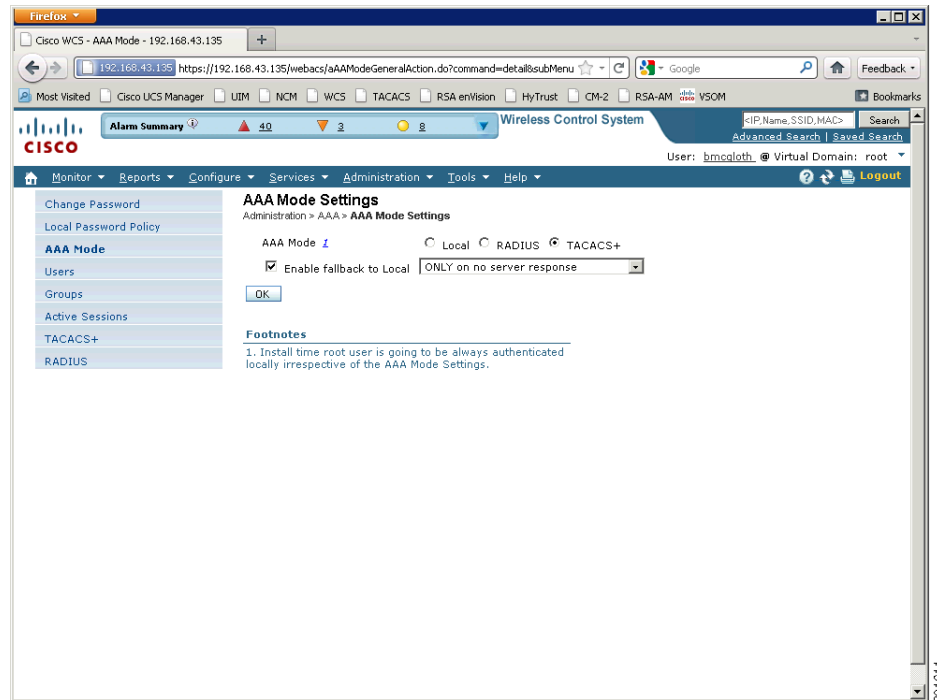 Firefox
Cisco WCS - AAA Mode - 192.168.43.135
+
192.168.43.135 https://192.168.43.135/webacs/aAAModeGeneralAction.do?command=detail&subMenu
Google
Feedback
Most Visited Cisco UCS Manager UIM NCM WCS TACACS RSA enVision HyTrust CM-2 RSA-AM VSOM Bookmarks
CISCO
Alarm Summary 40 3 8
Wireless Control System
<IP,Name,SSID,MAC> Search
Advanced Search | Saved Search
User: bmcgloth @ Virtual Domain: root
Monitor Reports Configure Services Administration Tools Help Logout
Change Password
Local Password Policy
AAA Mode
Users
Groups
Active Sessions
TACACS+
RADIUS
AAA Mode Settings
Administration > AAA > AAA Mode Settings
AAA Mode 1 Local RADIUS TACACS+
Enable fallback to Local ONLY on no server response
OK
Footnotes
1. Install time root user is going to be always authenticated
locally irrespective of the AAA Mode Settings.